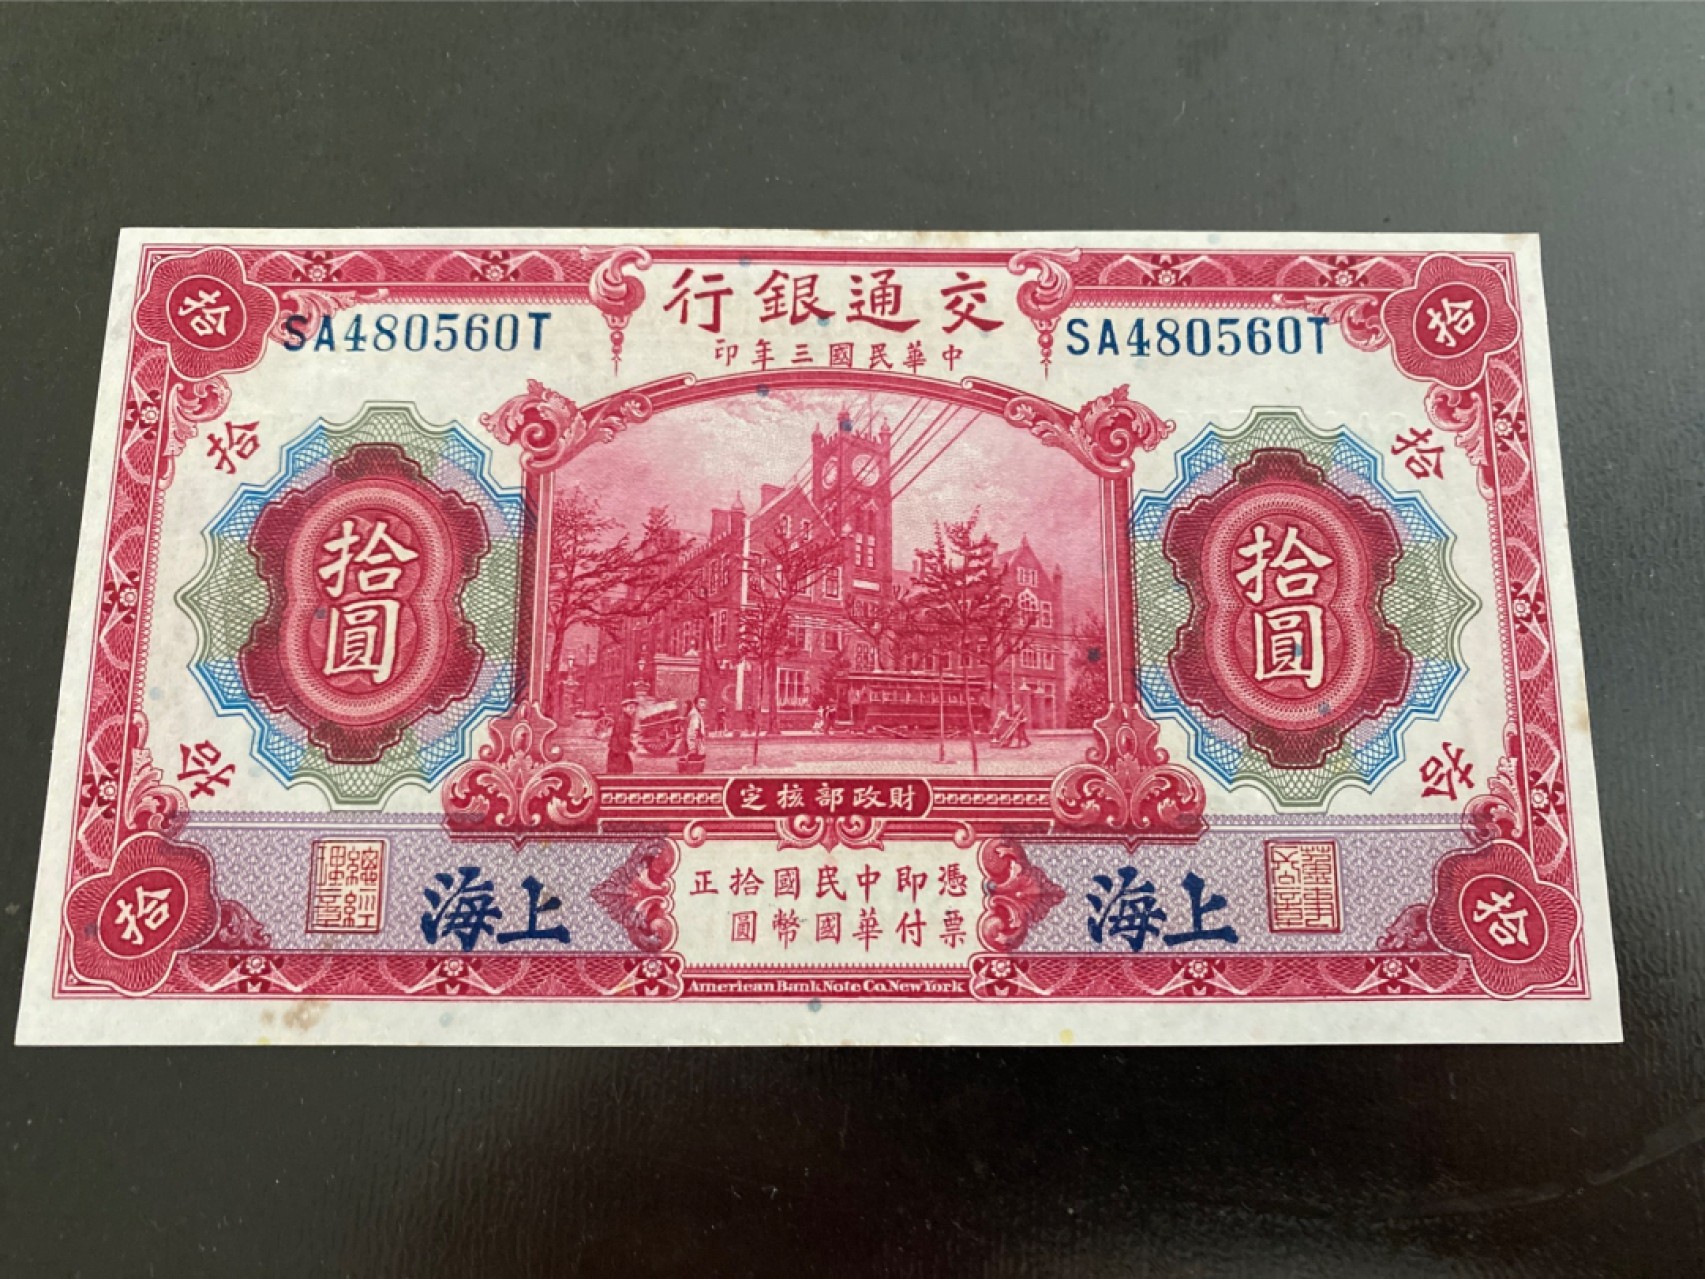 交通銀行
中華民國三年印
SA480560T
SA480560T
拾
拾
拾
拾
拾圓
拾圓
拾
拾
財政部核定
憑票
即付
中華
民國
國幣
拾圓
正
上海
上海
拾
拾
American Bank Note Co. New York